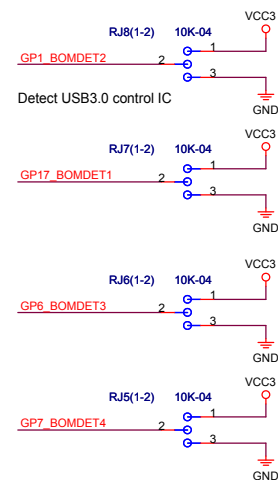 VCC3
RJ8(1-2) 10K-04
1
GP1_BOMDET2 2
3
Detect USB3.0 control IC
GND
VCC3
RJ7(1-2) 10K-04
1
GP17_BOMDET1 2
3
GND
VCC3
RJ6(1-2) 10K-04
1
GP6_BOMDET3 2
3
GND
VCC3
RJ5(1-2) 10K-04
1
GP7_BOMDET4 2
3
GND